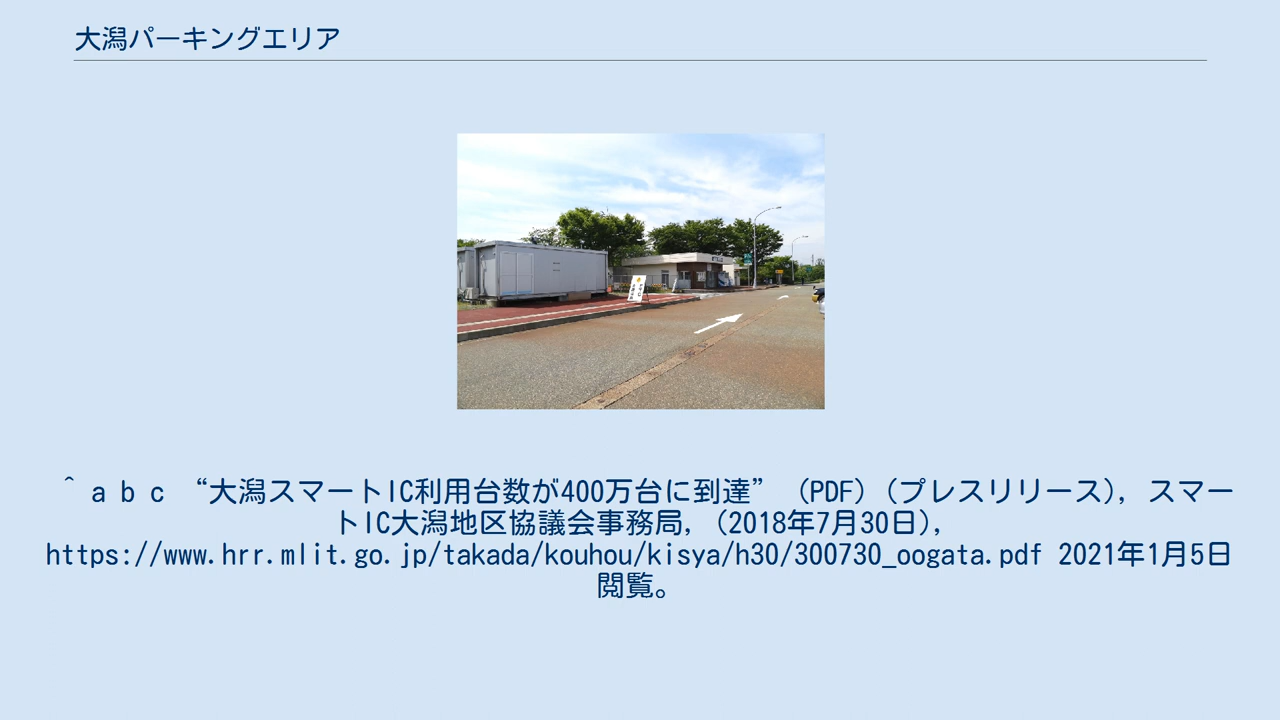 大潟パーキングエリア
^ a b c “大潟スマートIC利用台数が400万台に到達” (PDF) (プレスリリース), スマー
トIC大潟地区協議会事務局, (2018年7月30日),
https://www.hrr.mlit.go.jp/takada/kouhou/kisya/h30/300730_oogata.pdf 2021年1月5日
閲覧。